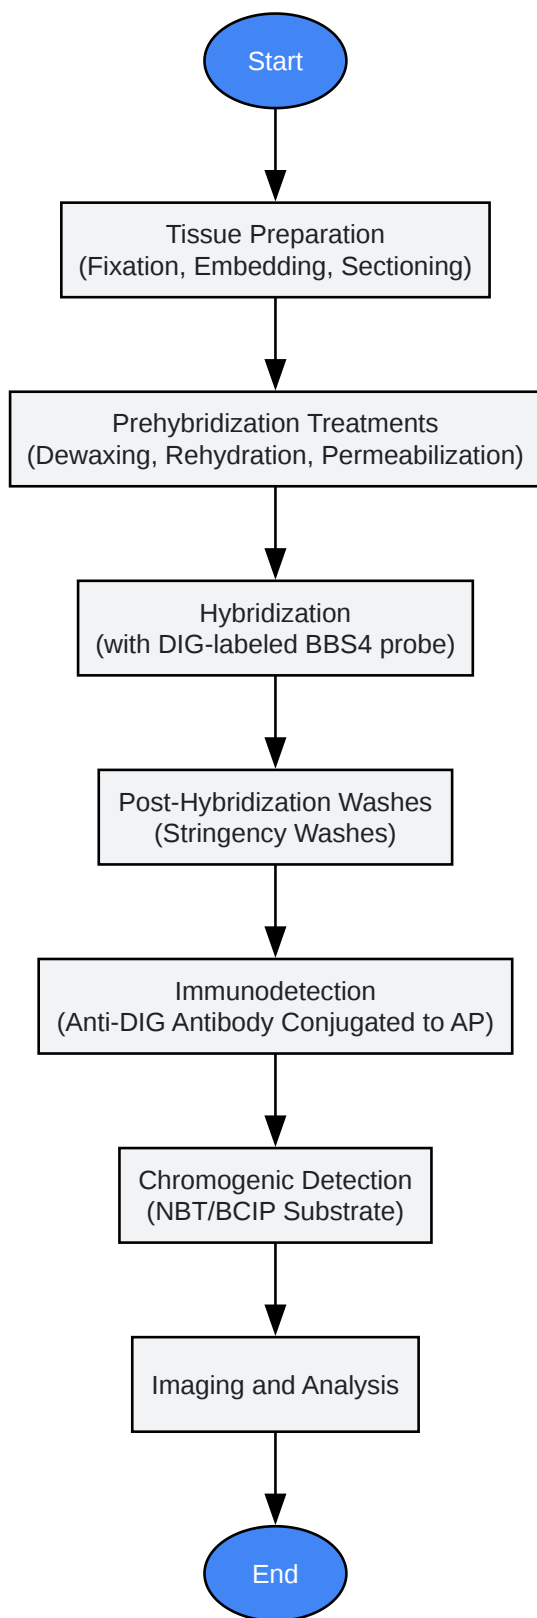 Start
Tissue Preparation
(Fixation, Embedding, Sectioning)
Prehybridization Treatments
(Dewaxing, Rehydration, Permeabilization)
Hybridization
(with DIG-labeled BBS4 probe)
Post-Hybridization Washes
(Stringency Washes)
Immunodetection
(Anti-DIG Antibody Conjugated to AP)
Chromogenic Detection
(NBT/BCIP Substrate)
Imaging and Analysis
End